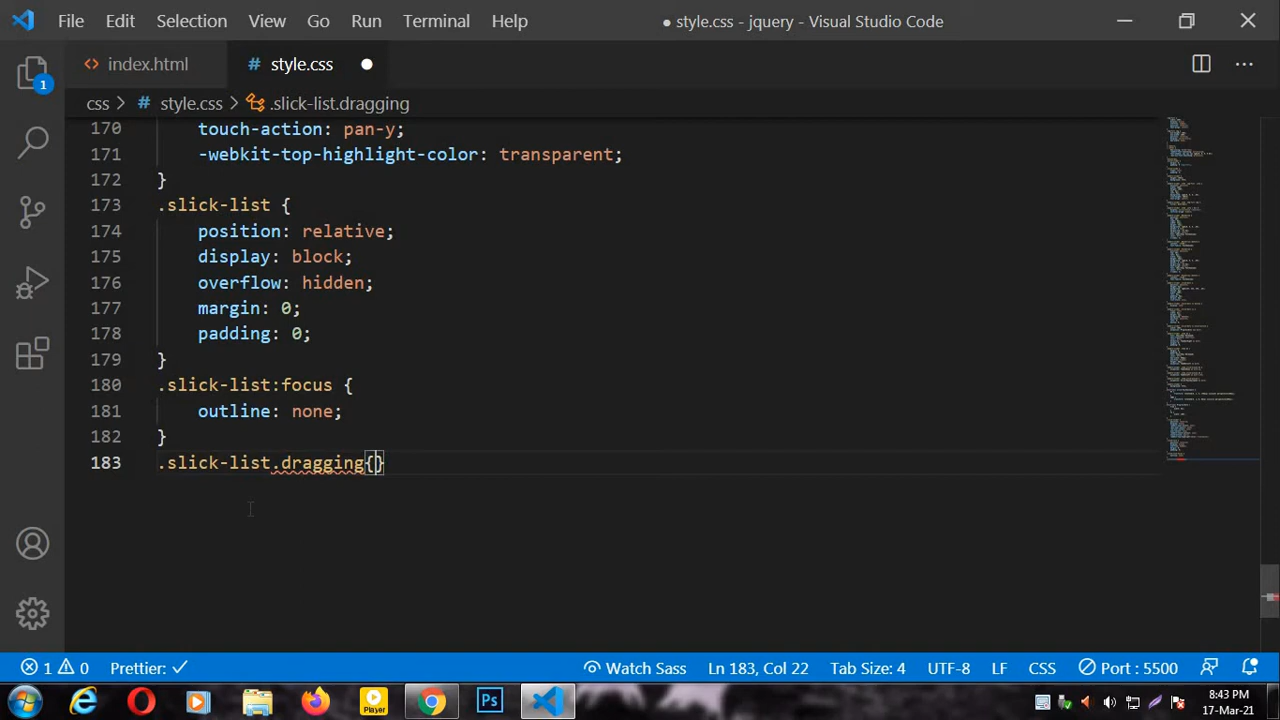 File Edit Selection View Go Run Terminal Help ● style.css - jquery - Visual Studio Code
<> index.html # style.css ●
css > # style.css > .slick-list.dragging
1
170 touch-action: pan-y;
171 -webkit-top-highlight-color: transparent;
172 }
173 .slick-list {
174 position: relative;
175 display: block;
176 overflow: hidden;
177 margin: 0;
178 padding: 0;
179 }
180 .slick-list:focus {
181 outline: none;
182 }
183 .slick-list.dragging{}
1 0 Prettier: ✓ Watch Sass Ln 183, Col 22 Tab Size: 4 UTF-8 LF CSS Port : 5500
Player Ps 8:43 PM
17-Mar-21